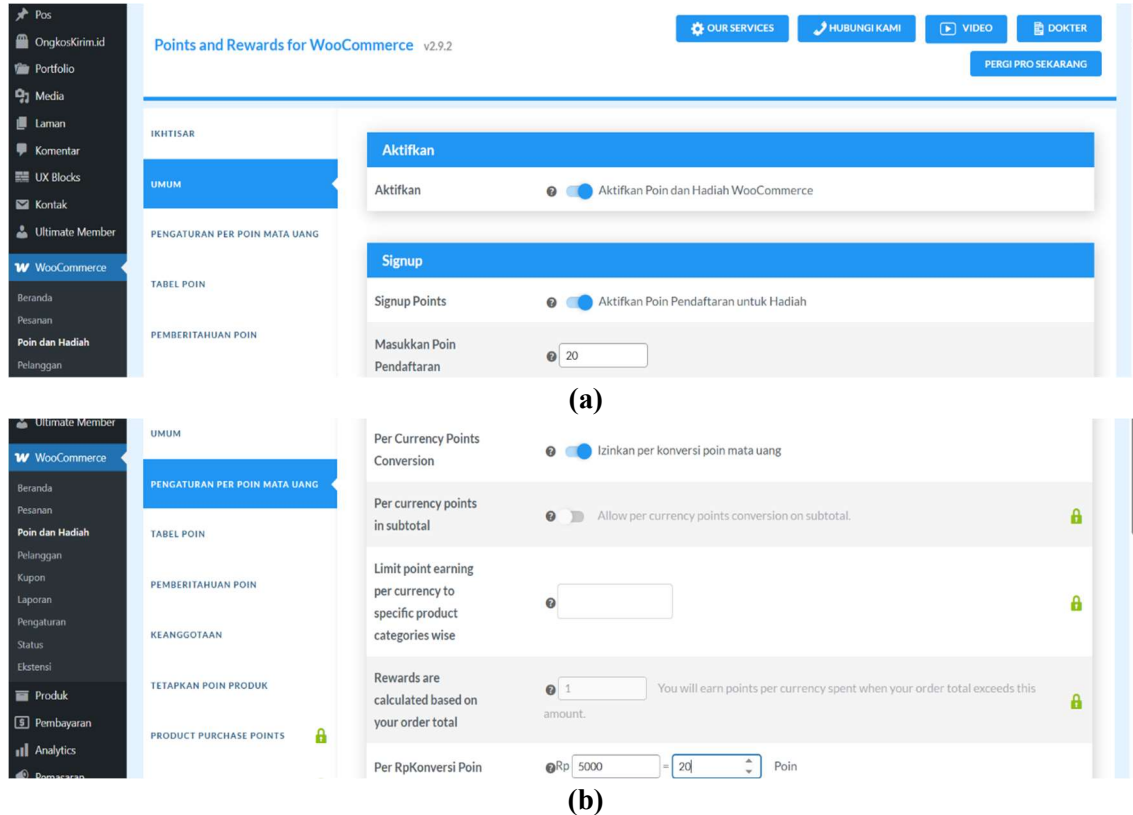 Pos
OngkosKirim.id
Portfolio
Media
Laman
Komentar
UX Blocks
Kontak
Ultimate Member
WooCommerce
Beranda
Pesanan
Poin dan Hadiah
Pelanggan
Points and Rewards for WooCommerce v2.9.2
OUR SERVICES
HUBUNGI KAMI
VIDEO
DOKTER
PERGI PRO SEKARANG
IKHTISAR
UMUM
PENGATURAN PER POIN MATA UANG
TABEL POIN
PEMBERITAHUAN POIN
Aktifkan
Aktifkan Aktifkan Poin dan Hadiah WooCommerce
Signup
Signup Points Aktifkan Poin Pendaftaran untuk Hadiah
Masukkan Poin
Pendaftaran
20
(a)
Ultimate Member
WooCommerce
Beranda
Pesanan
Poin dan Hadiah
Pelanggan
Kupon
Laporan
Pengaturan
Status
Ekstensi
Produk
Pembayaran
Analytics
Pemasaran
UMUM
PENGATURAN PER POIN MATA UANG
TABEL POIN
PEMBERITAHUAN POIN
KEANGGOTAAN
TETAPKAN POIN PRODUK
PRODUCT PURCHASE POINTS
Per Currency Points
Conversion
Izinkan per konversi poin mata uang
Per currency points
in subtotal
Allow per currency points conversion on subtotal.
Limit point earning
per currency to
specific product
categories wise
Rewards are
calculated based on
your order total
1 You will earn points per currency spent when your order total exceeds this
amount.
Per RpKonversi Poin Rp 5000 = 20 Poin
(b)